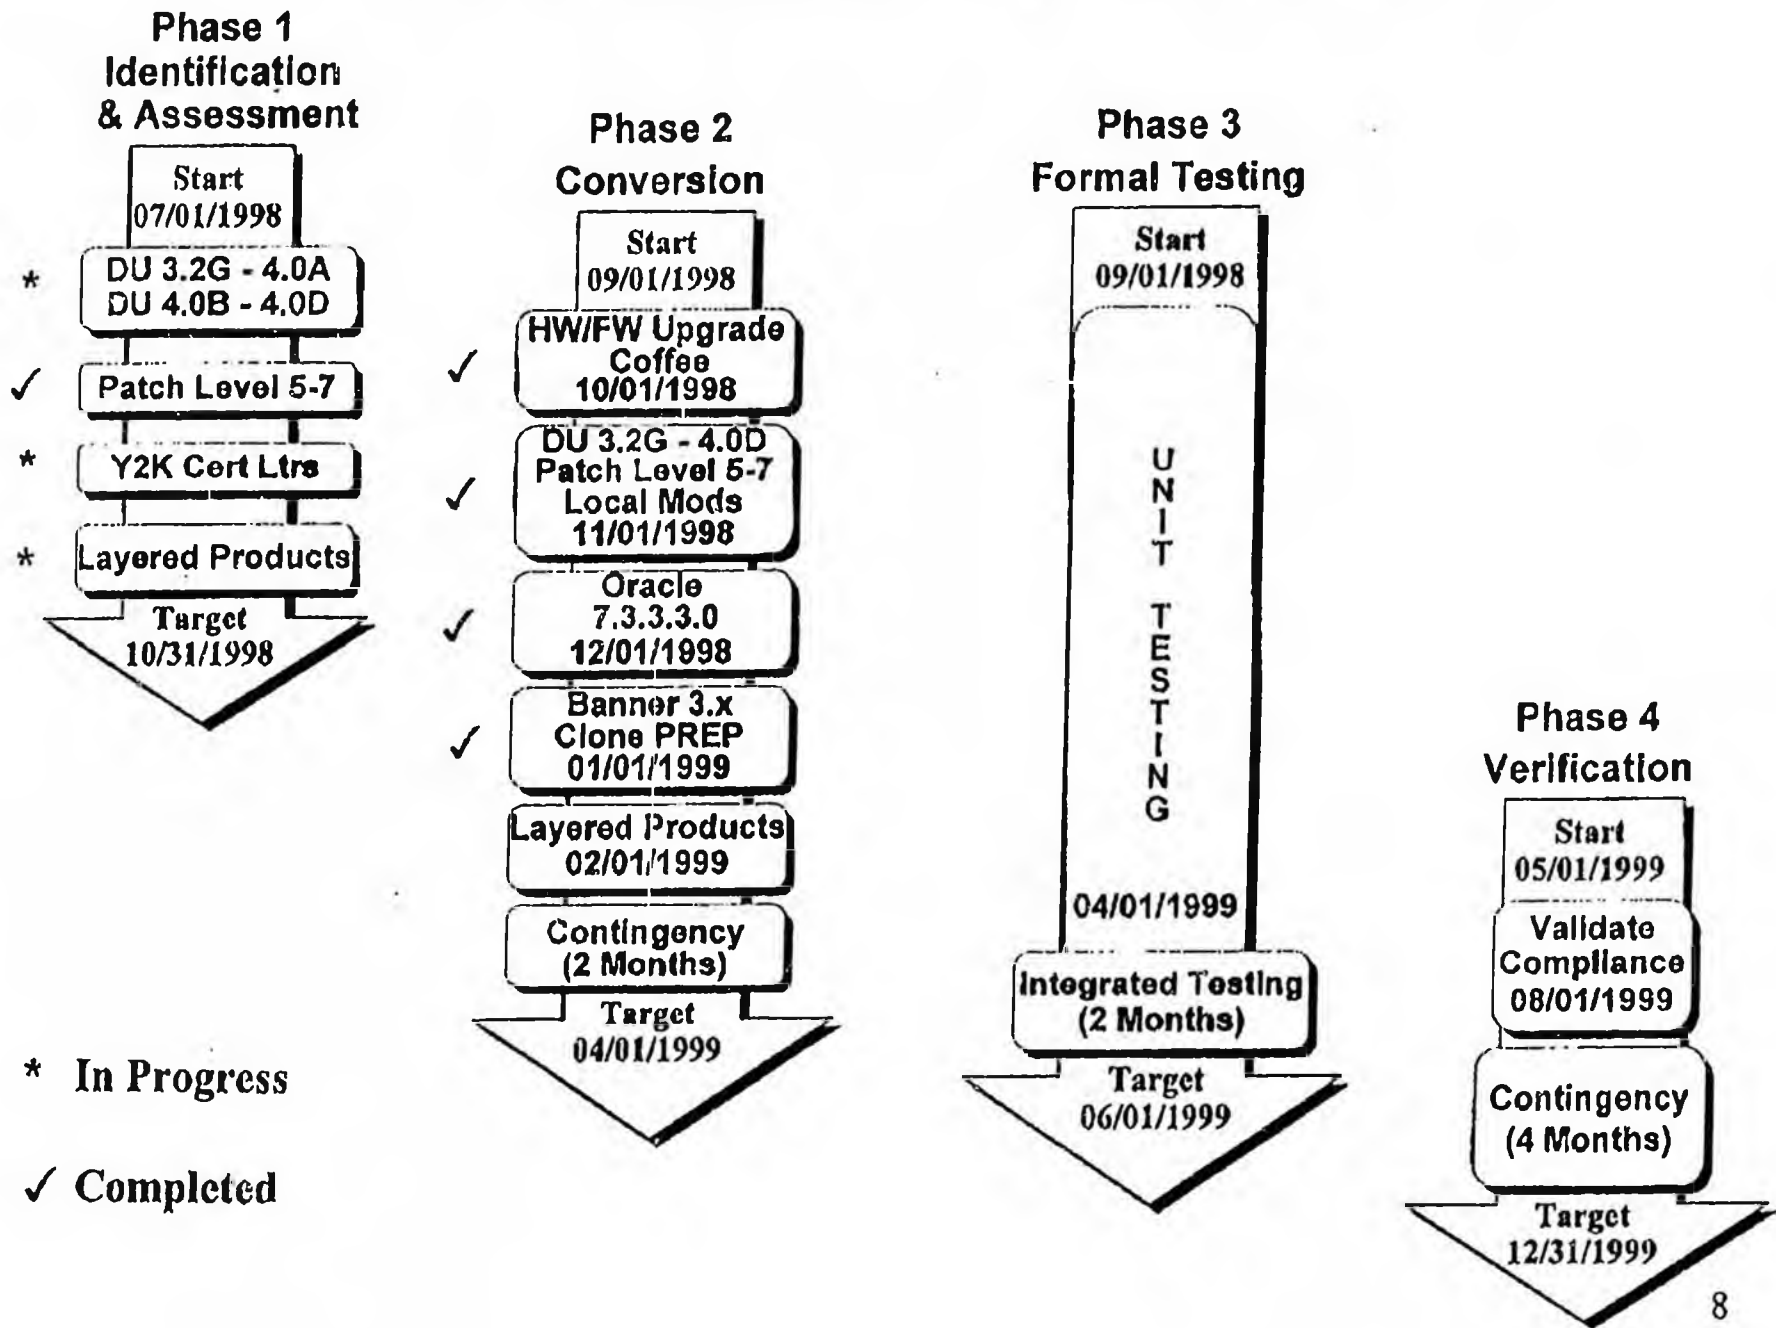 Phase 1
Identification
& Assessment
Start
07/01/1998
* DU 3.2G - 4.0A
DU 4.0B - 4.0D
✓ Patch Level 5-7
* Y2K Cert Ltrs
* Layered Products
Target
10/31/1998
Phase 2
Conversion
Start
09/01/1998
HW/FW Upgrade
✓ Coffee
10/01/1998
DU 3.2G - 4.0D
Patch Level 5-7
✓ Local Mods
11/01/1998
Oracle
✓ 7.3.3.3.0
12/01/1998
Banner 3.x
✓ Clone PREP
01/01/1999
Layered Products
02/01/1999
Contingency
(2 Months)
Target
04/01/1999
Phase 3
Formal Testing
Start
09/01/1998
UNIT TESTING
04/01/1999
Integrated Testing
(2 Months)
Target
06/01/1999
Phase 4
Verification
Start
05/01/1999
Validate
Compliance
08/01/1999
Contingency
(4 Months)
Target
12/31/1999
* In Progress
✓ Completed
8